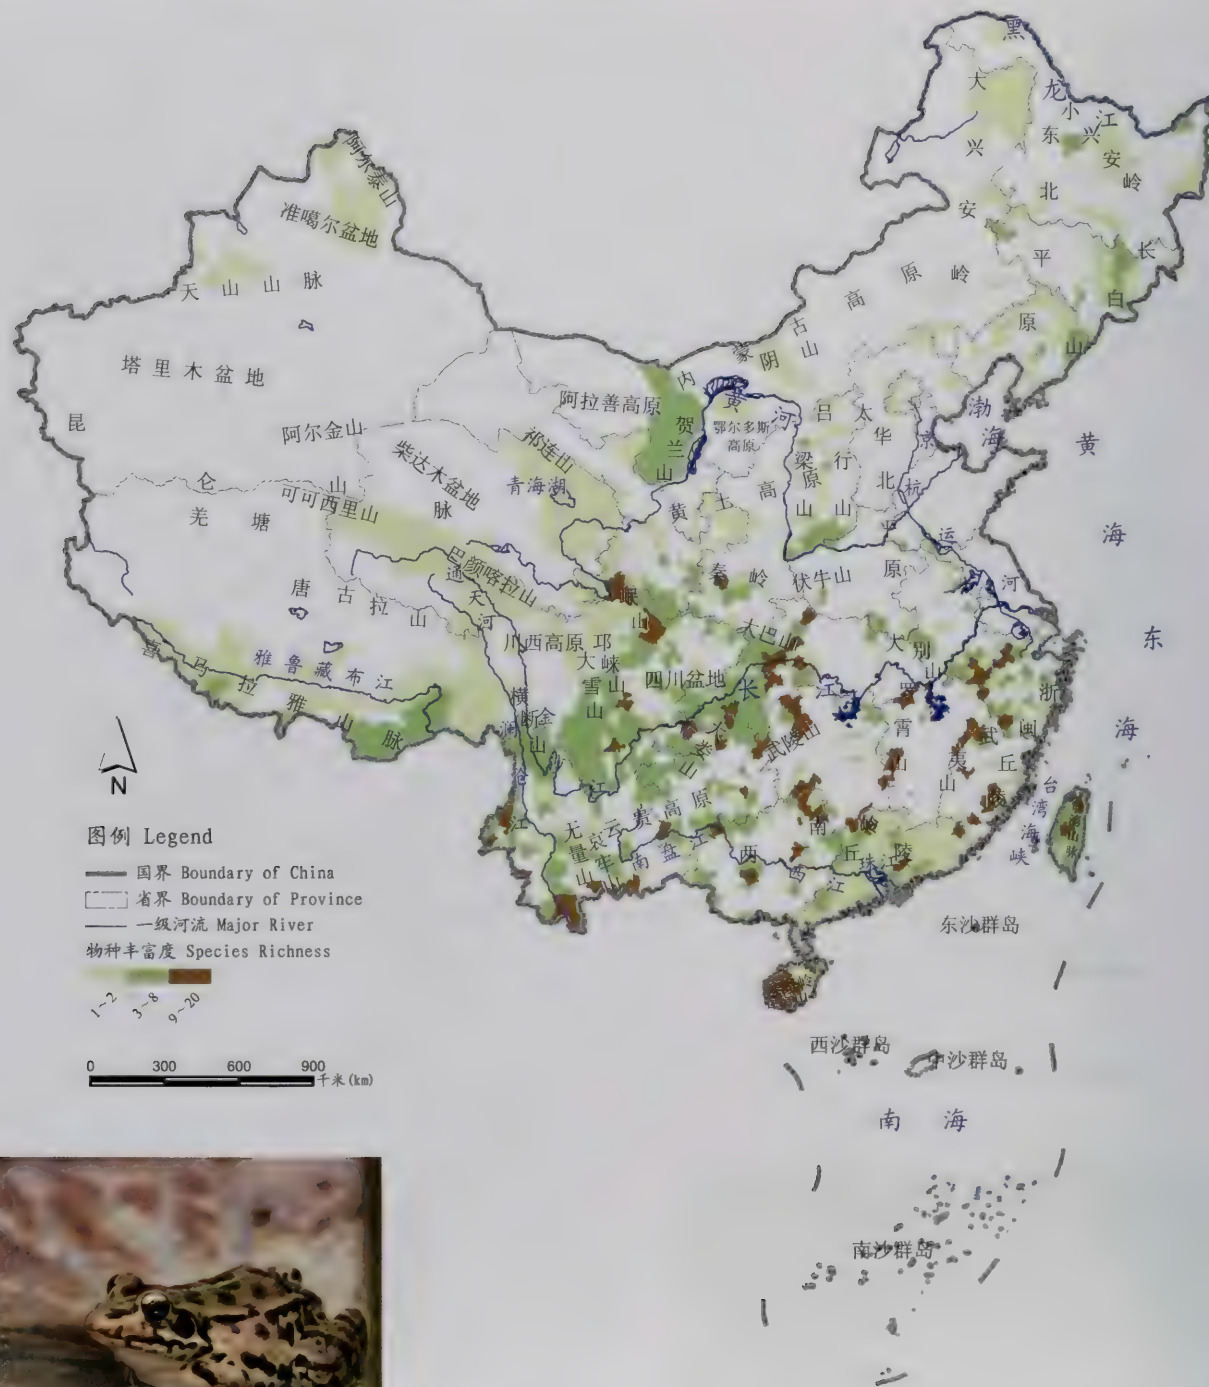 黑龙江
大兴安岭
小兴安岭
东北平原
长白山
阿尔泰山
准噶尔盆地
天山山脉
塔里木盆地
内蒙古高原
阴山
阿拉善高原
贺兰山
黄河
鄂尔多斯
高原
吕梁山
太行山
华北平原
京杭运河
渤海
黄海
昆仑山脉
阿尔金山
祁连山
柴达木盆地
青海湖
可可西里山
羌塘
黄土高原
巴颜喀拉山
通天河
秦岭
伏牛山
唐古拉山
岷山
川西高原
邛崃山
大雪山
大巴山
大别山
四川盆地
长江
喜马拉雅山脉
雅鲁藏布江
横断山
澜沧江
武陵山
罗霄山
武夷山
浙闽丘陵
东海
台湾海峡
云贵高原
无量山
哀牢山
南盘江
南岭
两
丘陵
西江
珠江
东沙群岛
西沙群岛
中沙群岛
南海
南沙群岛
N
图例 Legend
国界 Boundary of China
省界 Boundary of Province
一级河流 Major River
物种丰富度 Species Richness
1~2
3~8
9~20
0 300 600 900
千米(km)